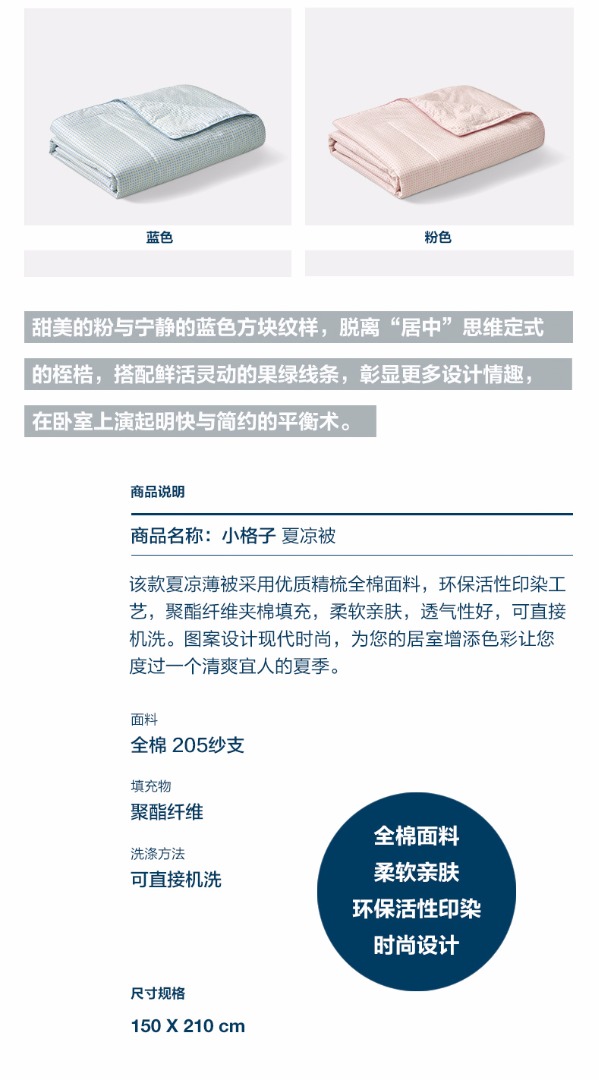 蓝色
粉色
甜美的粉与宁静的蓝色方块纹样，脱离“居中”思维定式
的桎梏，搭配鲜活灵动的果绿线条，彰显更多设计情趣，
在卧室上演起明快与简约的平衡术。
商品说明
商品名称：小格子 夏凉被
该款夏凉薄被采用优质精梳全棉面料，环保活性印染工
艺，聚酯纤维夹棉填充，柔软亲肤，透气性好，可直接
机洗。图案设计现代时尚，为您的居室增添色彩让您
度过一个清爽宜人的夏季。
面料
全棉 205纱支
填充物
聚酯纤维
洗涤方法
可直接机洗
全棉面料
柔软亲肤
环保活性印染
时尚设计
尺寸规格
150 X 210 cm